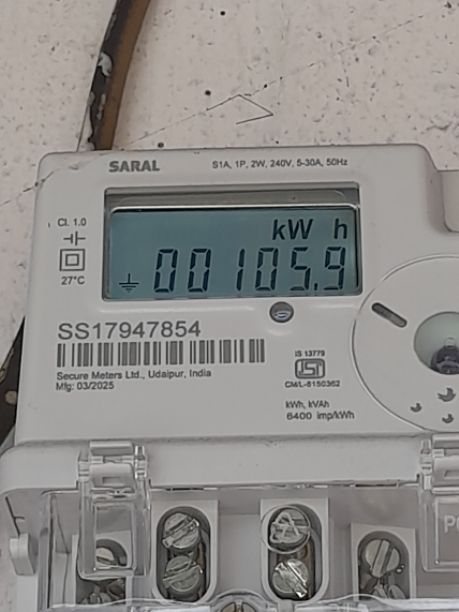 SARAL
S1A, 1P, 2W, 240V, 5-30A, 50Hz
Cl. 1.0
27°C
kW h
00105.9
SS17947854
Secure Meters Ltd., Udaipur, India
Mfg: 03/2025
IS 13779
ISI
CM/L-8150362
kWh, kVAh
6400 imp/kWh